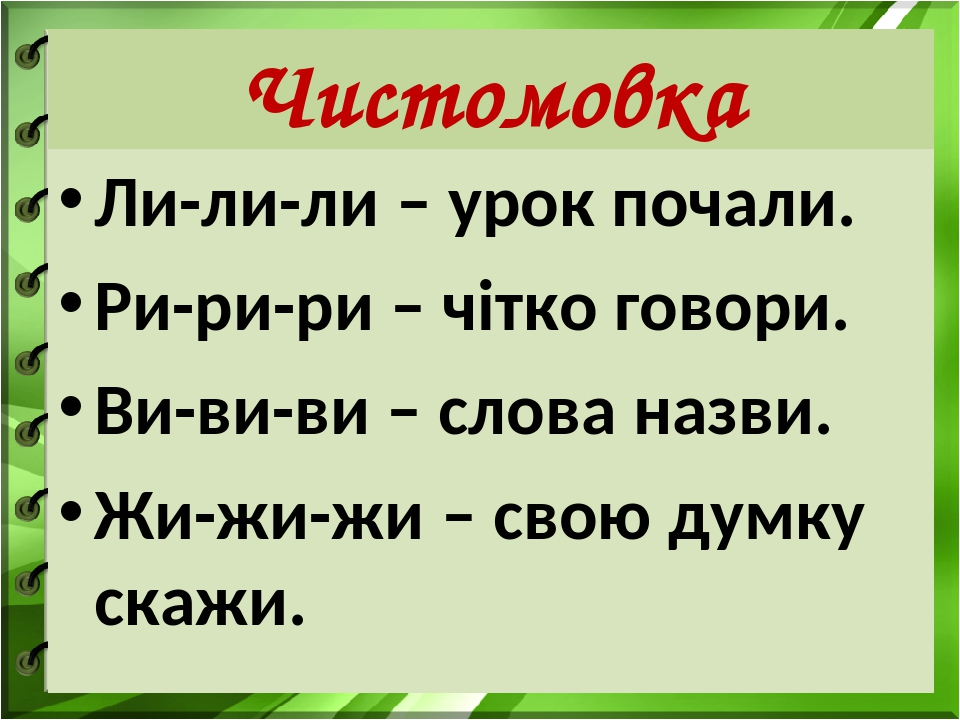 Чистомовка
• Ли-ли-ли – урок почали.
• Ри-ри-ри – чітко говори.
• Ви-ви-ви – слова назви.
• Жи-жи-жи – свою думку
скажи.